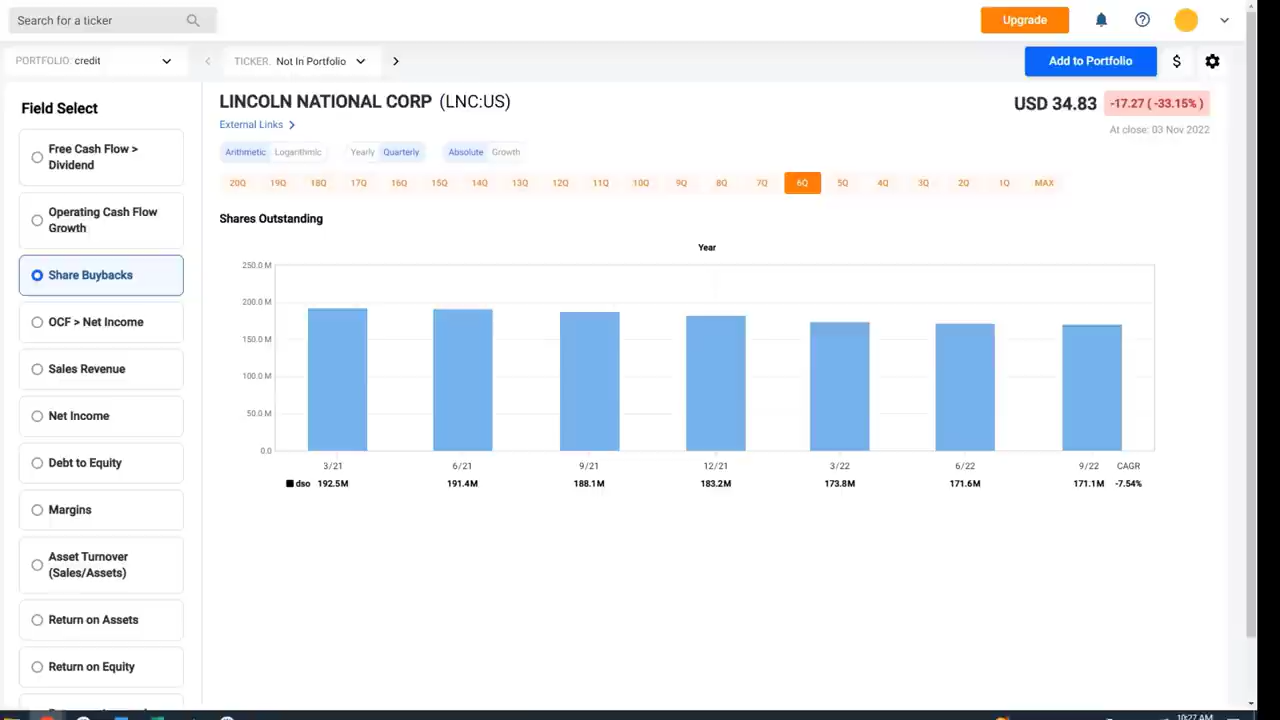 Search for a ticker
Upgrade
PORTFOLIO: credit
TICKER: Not In Portfolio
Add to Portfolio
$
Field Select
Free Cash Flow >
Dividend
Operating Cash Flow
Growth
Share Buybacks
OCF > Net Income
Sales Revenue
Net Income
Debt to Equity
Margins
Asset Turnover
(Sales/Assets)
Return on Assets
Return on Equity
LINCOLN NATIONAL CORP (LNC:US)
External Links
USD 34.83 -17.27 ( -33.15% )
At close: 03 Nov 2022
Arithmetic Logarithmic Yearly Quarterly Absolute Growth
20Q 19Q 18Q 17Q 16Q 15Q 14Q 13Q 12Q 11Q 10Q 9Q 8Q 7Q 6Q 5Q 4Q 3Q 2Q 1Q MAX
Shares Outstanding
Year
250.0 M
200.0 M
150.0 M
100.0 M
50.0 M
0.0
3/21 6/21 9/21 12/21 3/22 6/22 9/22 CAGR
dso 192.5M 191.4M 188.1M 183.2M 173.8M 171.6M 171.1M -7.54%
10:27 AM